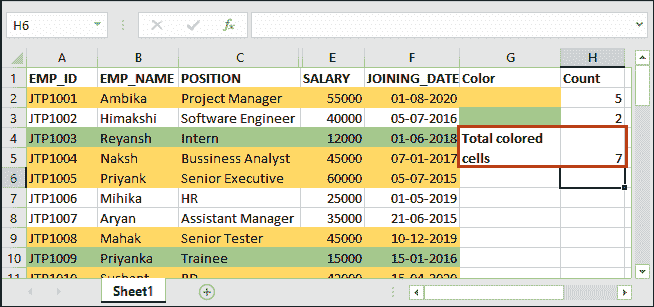 H6
fx
A B C E F G H
1 EMP_ID EMP_NAME POSITION SALARY JOINING_DATE Color Count
2 JTP1001 Ambika Project Manager 55000 01-08-2020 5
3 JTP1002 Himakshi Software Engineer 40000 05-07-2016 2
4 JTP1003 Reyansh Intern 12000 01-06-2018 Total colored
5 JTP1004 Naksh Bussiness Analyst 45000 07-01-2017 cells 7
6 JTP1005 Priyank Senior Executive 60000 05-07-2015
7 JTP1006 Mihika HR 25000 01-05-2019
8 JTP1007 Aryan Assistant Manager 35000 21-06-2015
9 JTP1008 Mahak Senior Tester 45000 10-12-2019
10 JTP1009 Priyanka Trainee 15000 15-01-2016
11 JTP1010 Sushant 42000 15-04-2020
Sheet1